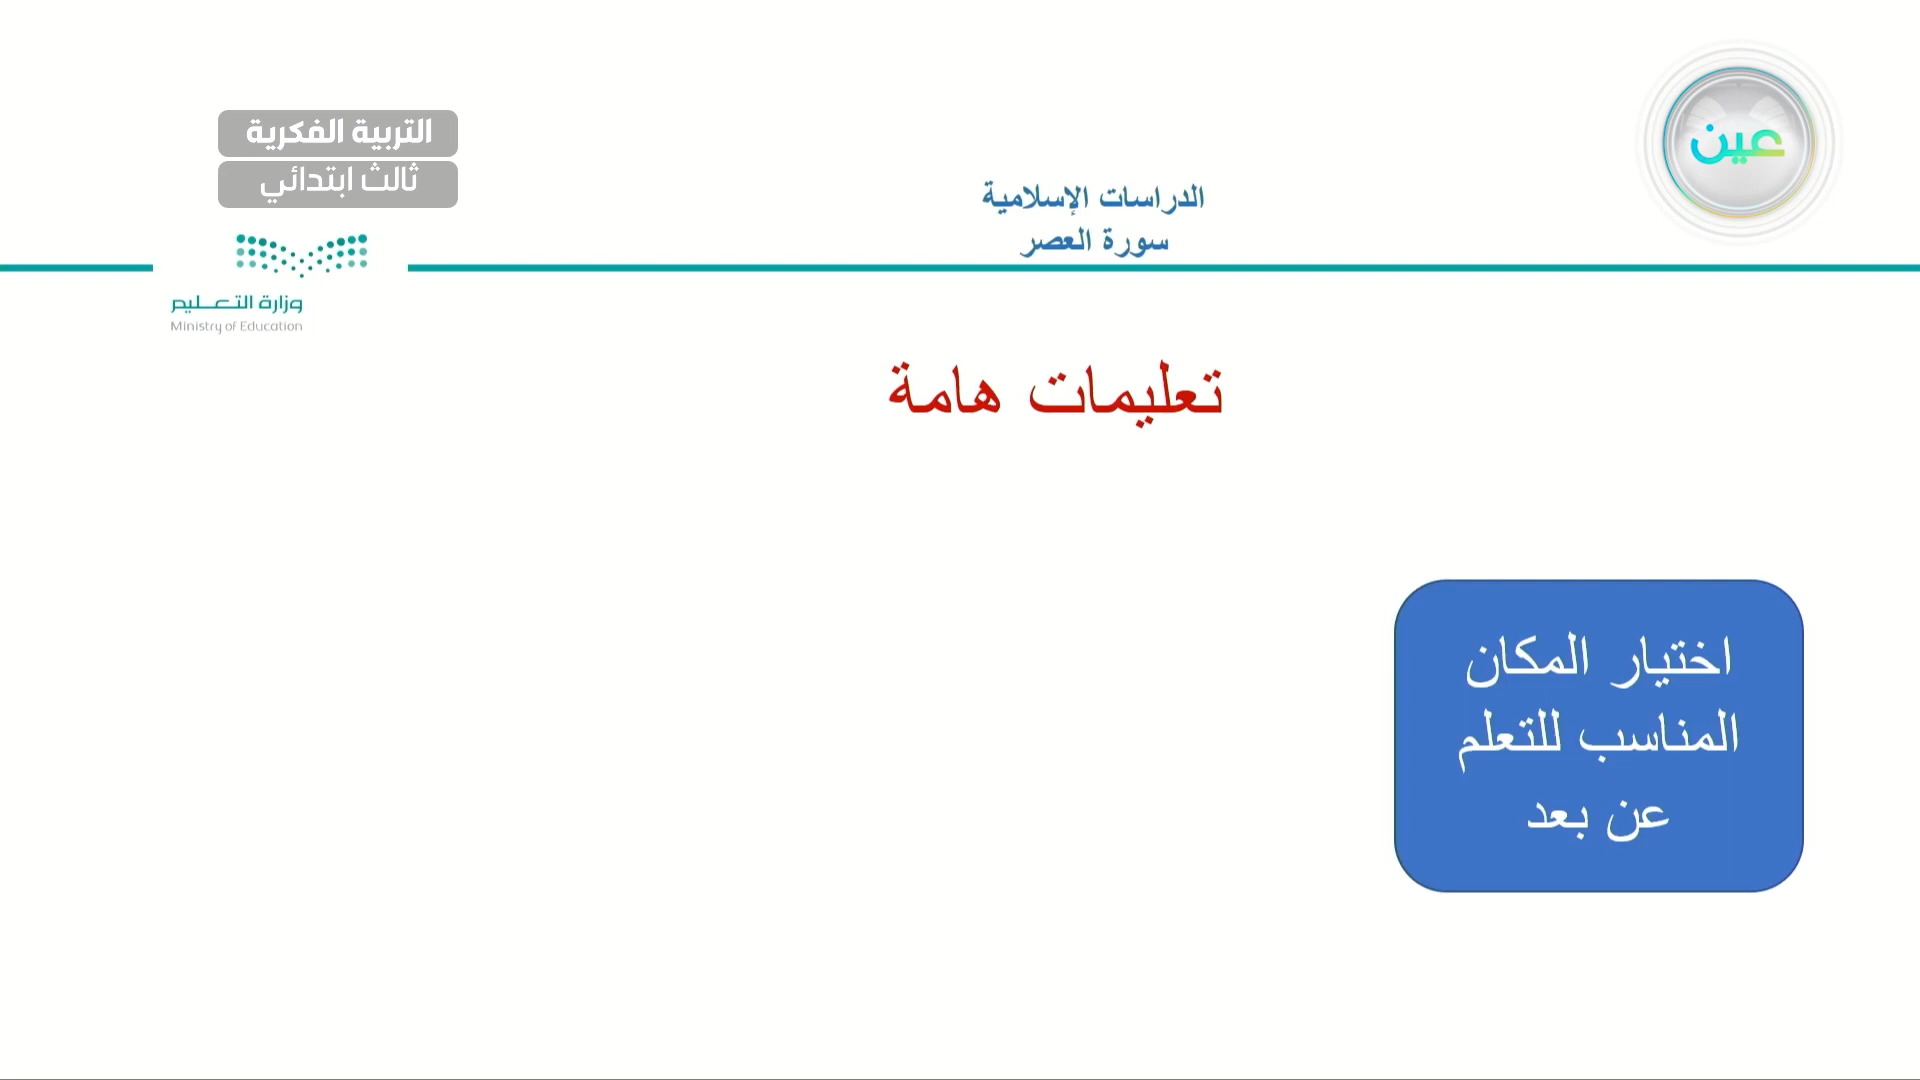 عين
التربية الفكرية
ثالث ابتدائي
الدراسات الإسلامية
سورة العصر
وزارة التعليم
Ministry of Education
تعليمات هامة
اختيار المكان
المناسب للتعلم
عن بعد